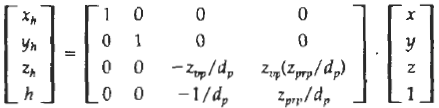 [ x_h ] [ 1 0 0 0 ] [ x ]
[ y_h ] = [ 0 1 0 0 ] · [ y ]
[ z_h ] [ 0 0 -z_vp/d_p z_vp(z_prp/d_p) ] [ z ]
[ h ] [ 0 0 -1/d_p z_prp/d_p ] [ 1 ]